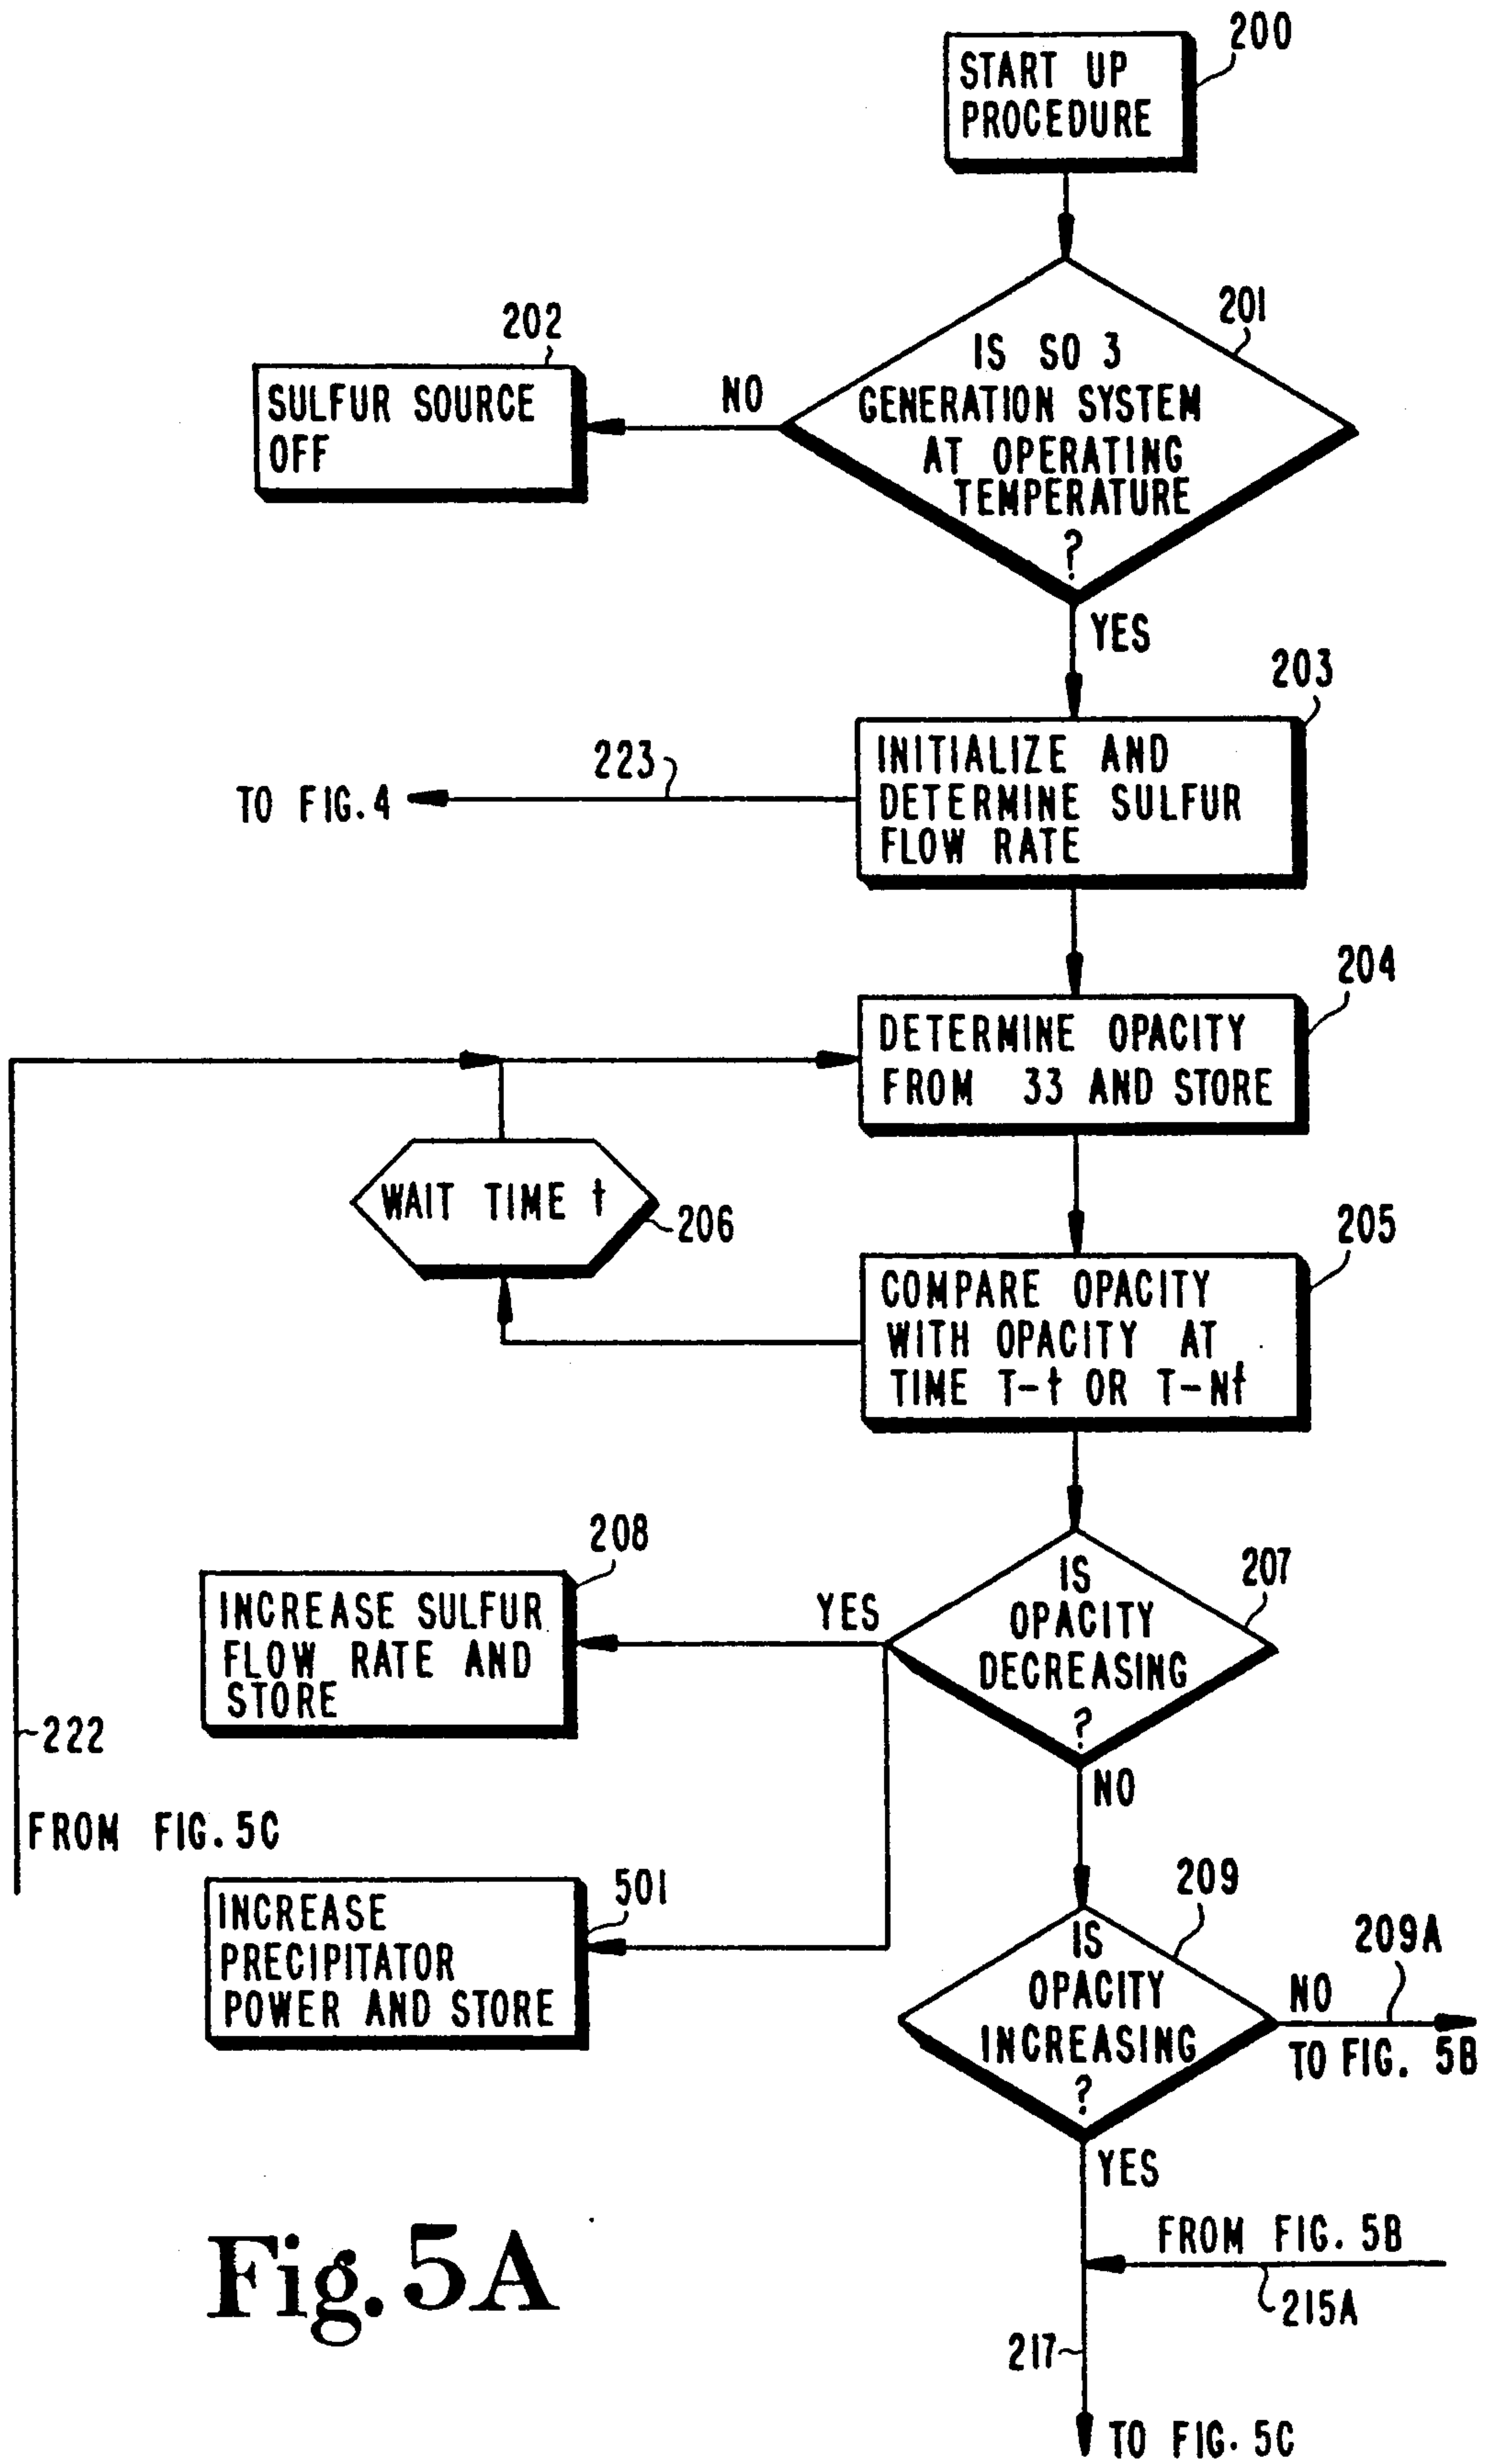 200
START UP
PROCEDURE
201
IS SO 3
GENERATION SYSTEM
AT OPERATING
TEMPERATURE
?
NO
202
SULFUR SOURCE
OFF
YES
203
INITIALIZE AND
DETERMINE SULFUR
FLOW RATE
223
TO FIG. 4
204
DETERMINE OPACITY
FROM 33 AND STORE
WAIT TIME t
206
205
COMPARE OPACITY
WITH OPACITY AT
TIME T-t OR T-Nt
207
IS
OPACITY
DECREASING
?
YES
208
INCREASE SULFUR
FLOW RATE AND
STORE
222
FROM FIG. 5C
NO
501
INCREASE
PRECIPITATOR
POWER AND STORE
209
IS
OPACITY
INCREASING
?
209A
NO
TO FIG. 5B
YES
FROM FIG. 5B
215A
217
TO FIG. 5C
Fig. 5A